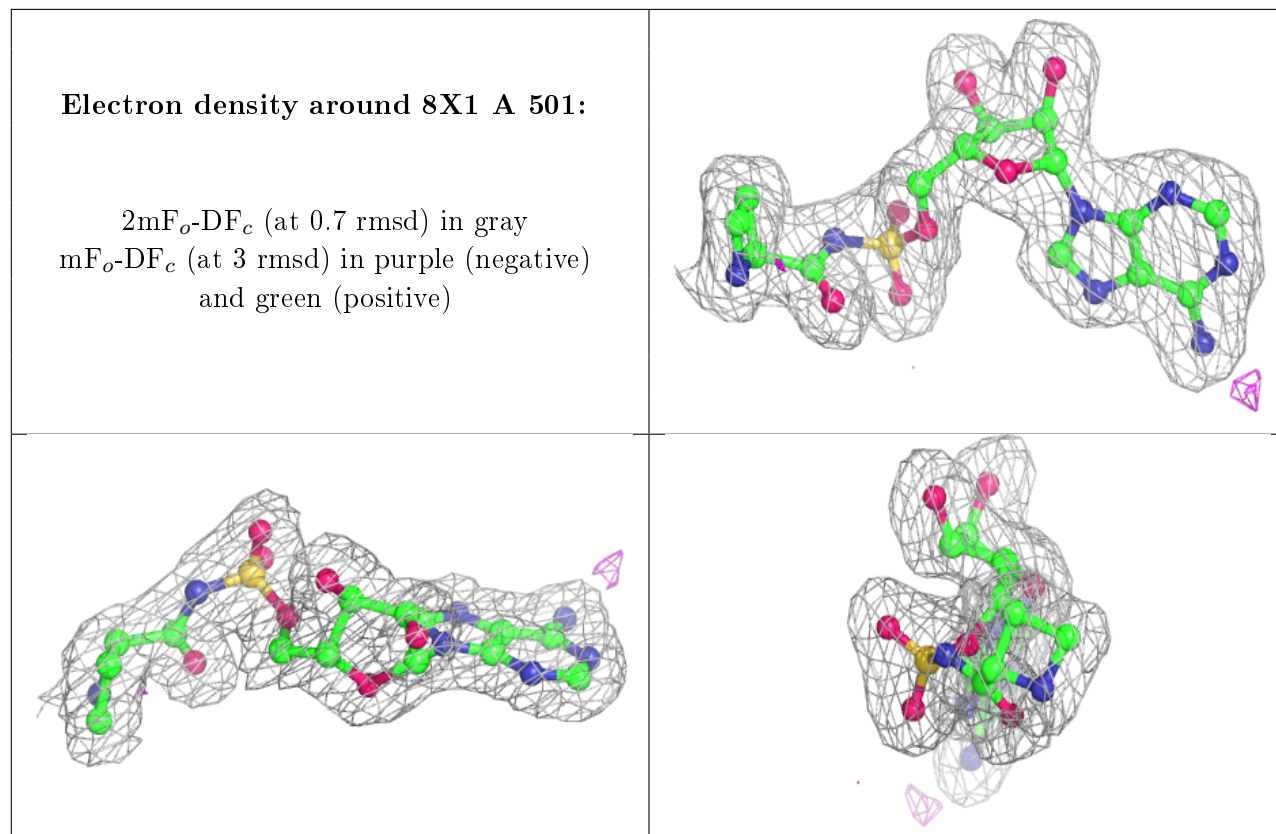 Electron density around 8X1 A 501:
2mFo-DFc (at 0.7 rmsd) in gray
mFo-DFc (at 3 rmsd) in purple (negative)
and green (positive)